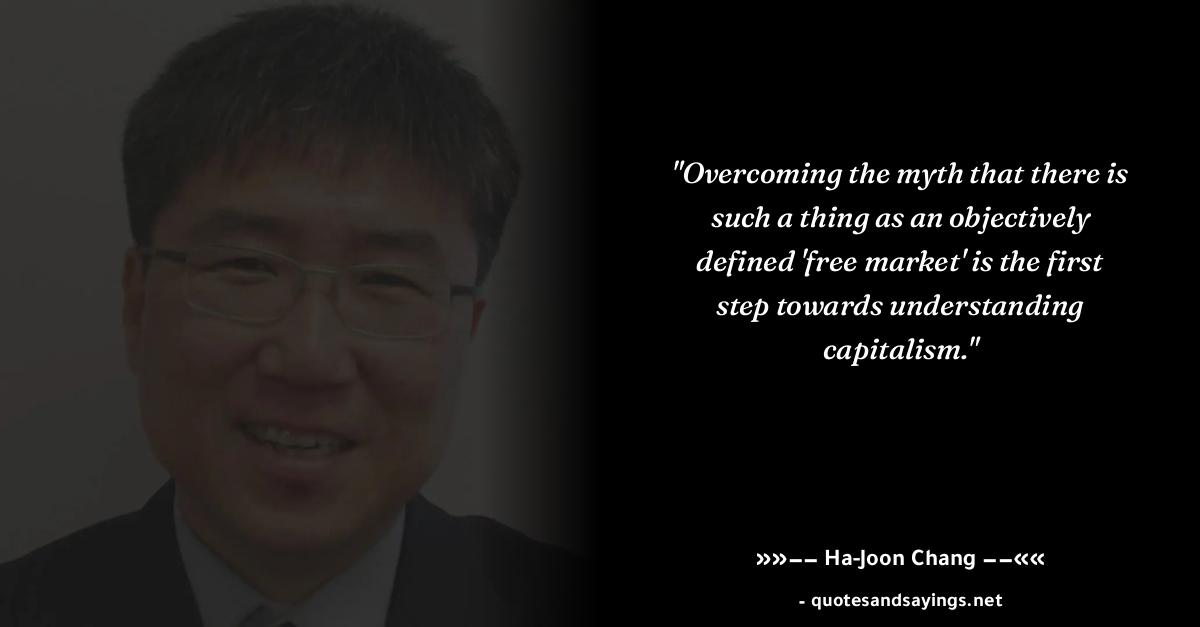 "Overcoming the myth that there is
such a thing as an objectively
defined 'free market' is the first
step towards understanding
capitalism."
»»–– Ha-Joon Chang ––««
- quotesandsayings.net